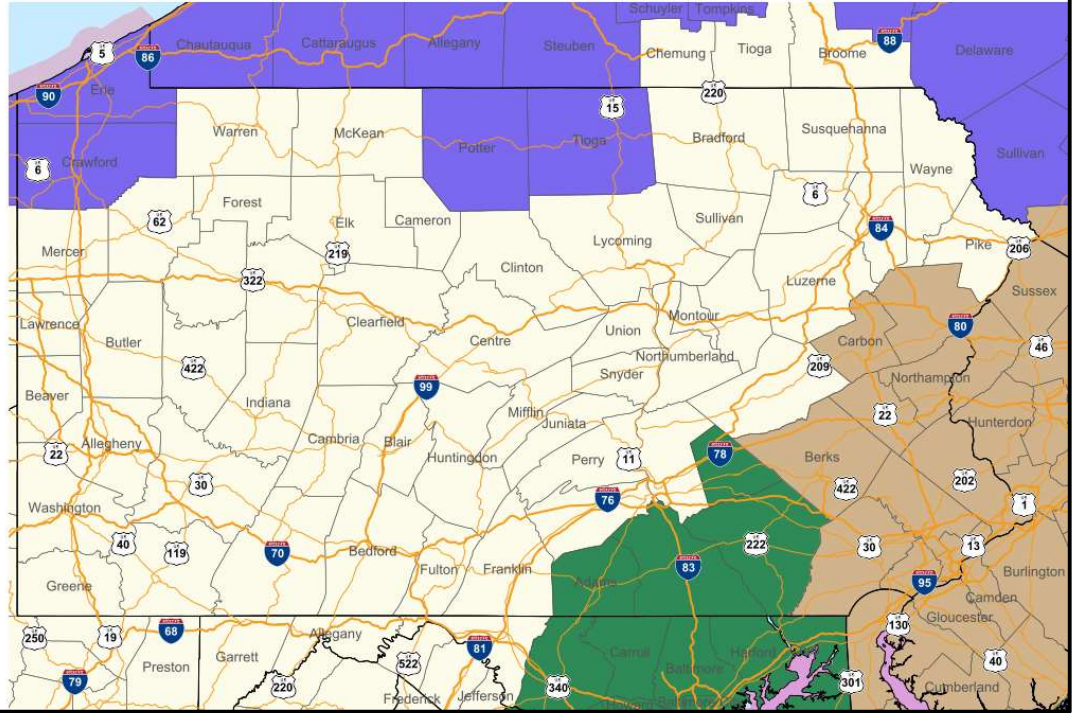 Schuyler Tompkins
5 86 Chautauqua Cattaraugus Allegany Steuben Chemung Tioga Broome 88 Delaware
90 Erie 15 220
Warren McKean Potter Tioga Bradford Susquehanna Sullivan
6 Crawford Wayne
62 Forest Elk Cameron Sullivan 6
Mercer 219 Lycoming 84 Pike 206
322 Clinton Luzerne Sussex
Lawrence Butler Clearfield Centre Union Montour Carbon 80
422 Snyder Northumberland 209 46
Beaver Indiana 99 Mifflin Northampton
22 Allegheny Cambria Blair Juniata 22 Hunterdon
30 Huntingdon Perry 11 78 Berks 422 202
Washington 76 1
40 119 70 Bedford 83 222 30 13
Greene Fulton Franklin Adams 95 Burlington
Camden
250 19 68 Allegany 130 Gloucester
Preston Garrett 81 Carroll Harford
79 220 522 340 Baltimore 301 40
Frederick Jefferson Cumberland